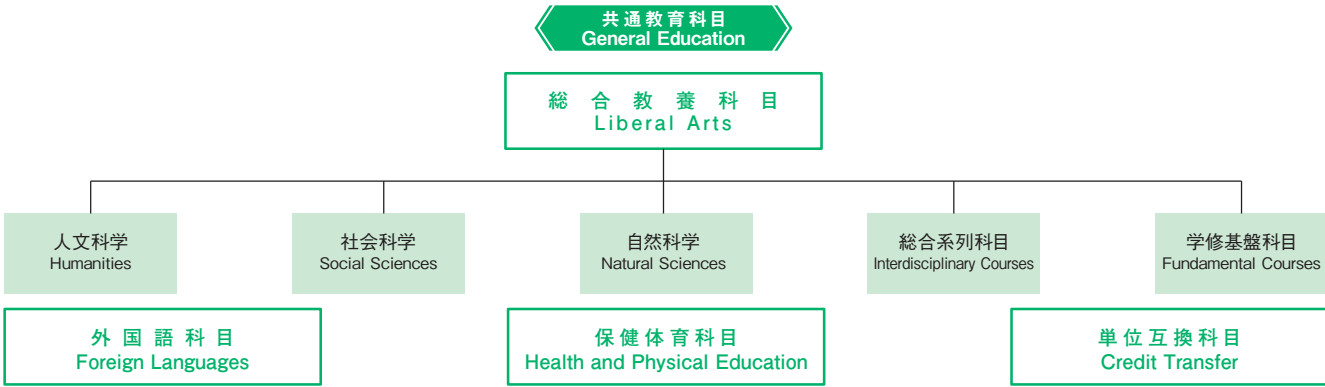 共通教育科目
General Education
総合教養科目
Liberal Arts
人文科学
Humanities
社会科学
Social Sciences
自然科学
Natural Sciences
総合系列科目
Interdisciplinary Courses
学修基盤科目
Fundamental Courses
外国語科目
Foreign Languages
保健体育科目
Health and Physical Education
単位互換科目
Credit Transfer